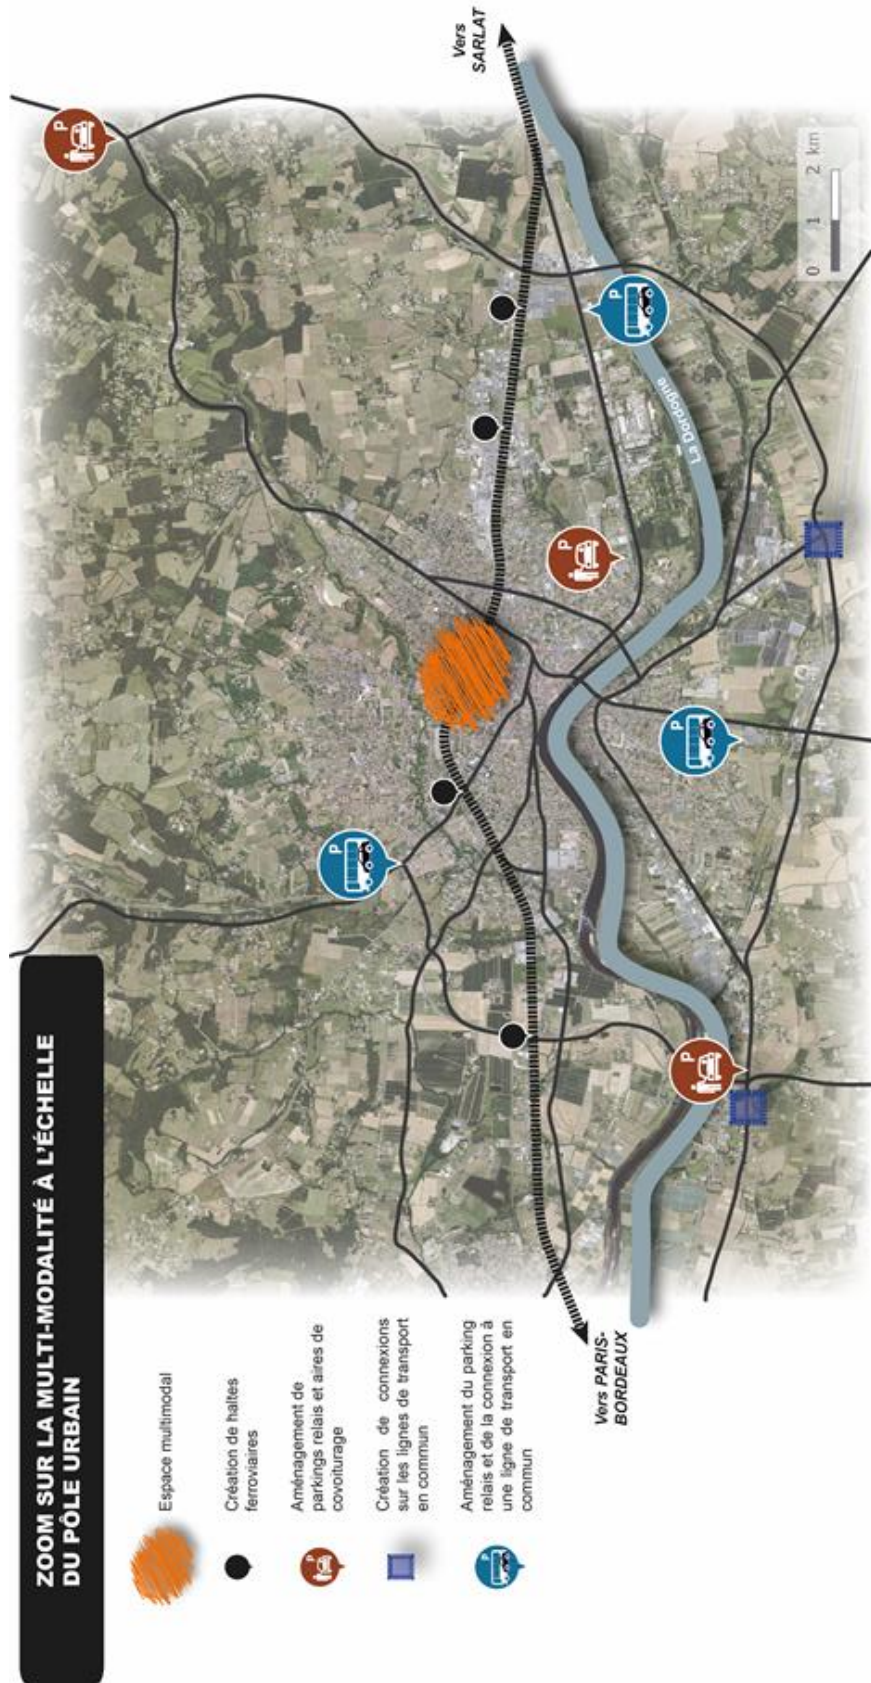 ZOOM SUR LA MULTI-MODALITÉ À L'ÉCHELLE
DU PÔLE URBAIN
Espace multimodal
Création de haltes
ferroviaires
Aménagement de
parkings relais et aires de
covoiturage
Création de connexions
sur les lignes de transport
en commun
Aménagement du parking
relais et de la connexion à
une ligne de transport en
commun
Vers PARIS-
BORDEAUX
Vers
SARLAT
La Dordogne
0 1 2 km
P
P
P
P
P
P
P
P